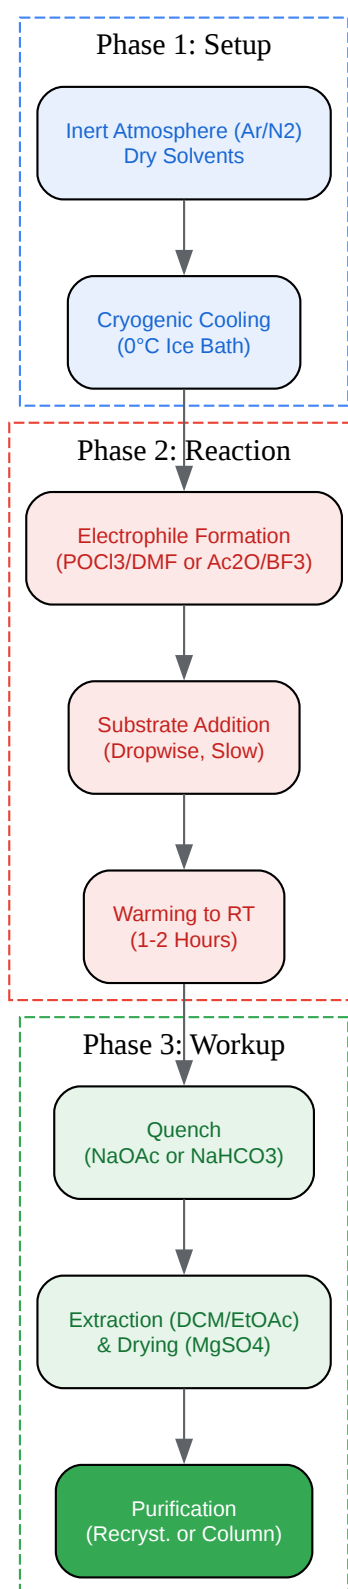 Phase 1: Setup
Inert Atmosphere (Ar/N2)
Dry Solvents
Cryogenic Cooling
(0°C Ice Bath)
Phase 2: Reaction
Electrophile Formation
(POCl3/DMF or Ac2O/BF3)
Substrate Addition
(Dropwise, Slow)
Warming to RT
(1-2 Hours)
Phase 3: Workup
Quench
(NaOAc or NaHCO3)
Extraction (DCM/EtOAc)
& Drying (MgSO4)
Purification
(Recryst. or Column)